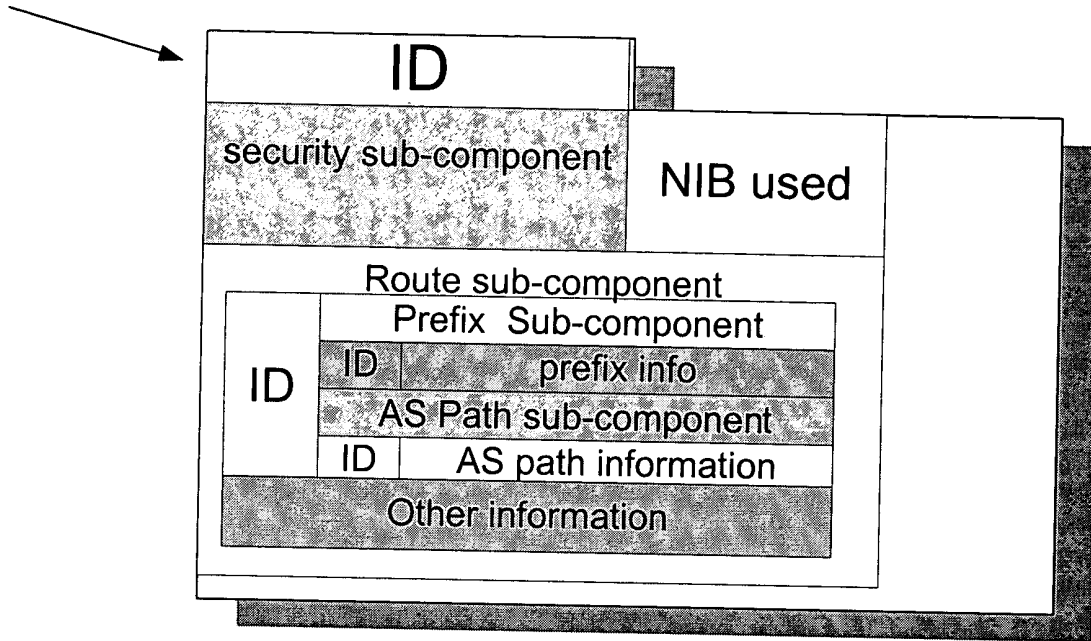 ID
security sub-component
NIB used
Route sub-component
Prefix Sub-component
ID
ID prefix info
AS Path sub-component
ID AS path information
Other information